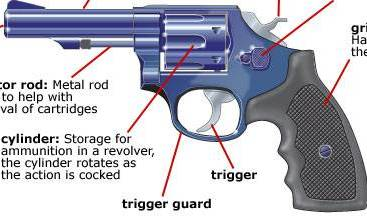 gri
Ha
the
tor rod: Metal rod
to help with
val of cartridges
cylinder: Storage for
ammunition in a revolver,
the cylinder rotates as
the action is cocked
trigger
trigger guard